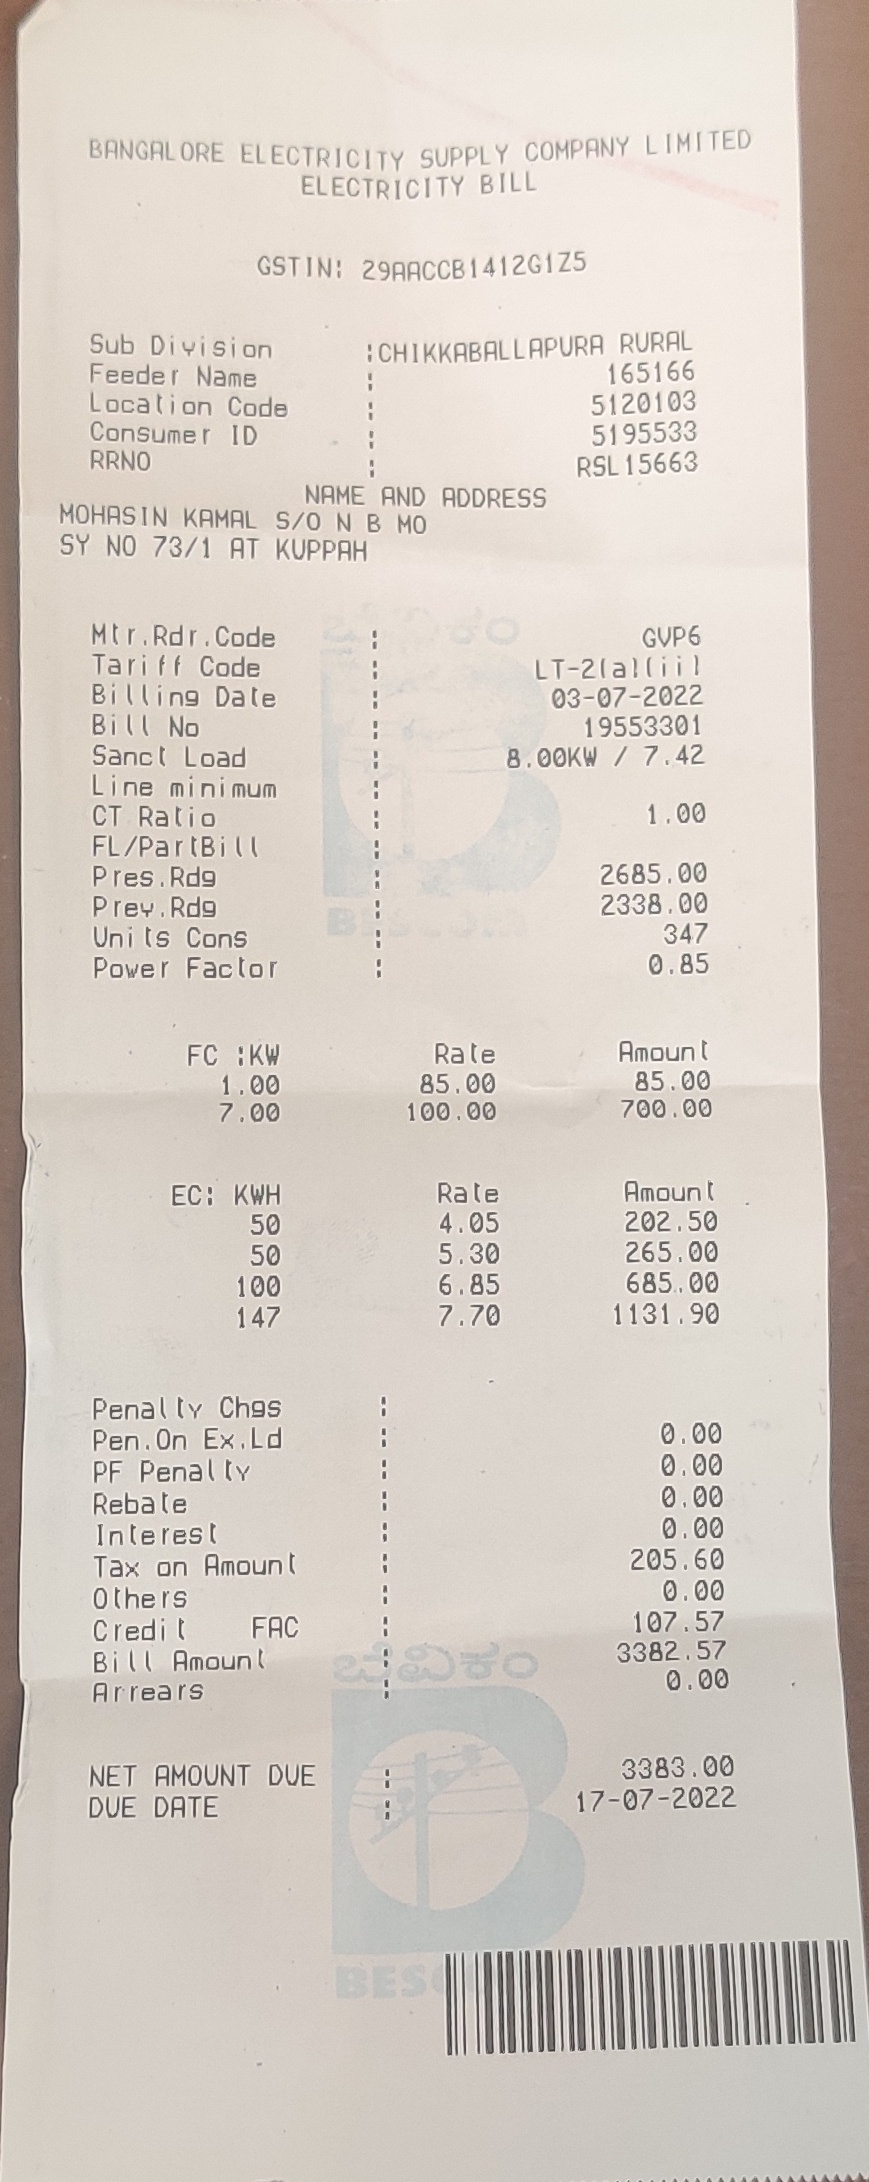 BANGALORE ELECTRICITY SUPPLY COMPANY LIMITED
ELECTRICITY BILL
GSTIN: 29AACCB1412G1Z5
Sub Division :CHIKKABALLAPURA RURAL
Feeder Name : 165166
Location Code : 5120103
Consumer ID : 5195533
RRNO : RSL15663
NAME AND ADDRESS
MOHASIN KAMAL S/O N B MO
SY NO 73/1 AT KUPPAH
Mtr.Rdr.Code : GVP6
Tariff Code : LT-2(a)(ii)
Billing Date : 03-07-2022
Bill No : 19553301
Sanct Load : 8.00KW / 7.42
Line minimum :
CT Ratio : 1.00
FL/PartBill :
Pres.Rdg : 2685.00
Prev.Rdg : 2338.00
Units Cons : 347
Power Factor : 0.85
FC :KW Rate Amount
1.00 85.00 85.00
7.00 100.00 700.00
EC: KWH Rate Amount
50 4.05 202.50
50 5.30 265.00
100 6.85 685.00
147 7.70 1131.90
Penalty Chgs :
Pen.On Ex.Ld : 0.00
PF Penalty : 0.00
Rebate : 0.00
Interest : 0.00
Tax on Amount : 205.60
Others : 0.00
Credit FAC : 107.57
Bill Amount : 3382.57
Arrears : 0.00
ಬೆವಿಕಂ
NET AMOUNT DUE : 3383.00
DUE DATE : 17-07-2022